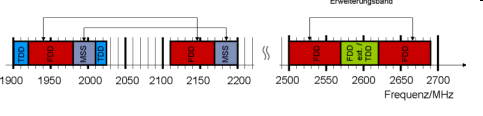 Erweiterungsband
TDD FDD MSS TDD FDD MSS FDD FDD ext. / TDD FDD
1900 1950 2000 2050 2100 2150 2200 2500 2550 2600 2650 2700
Frequenz/MHz